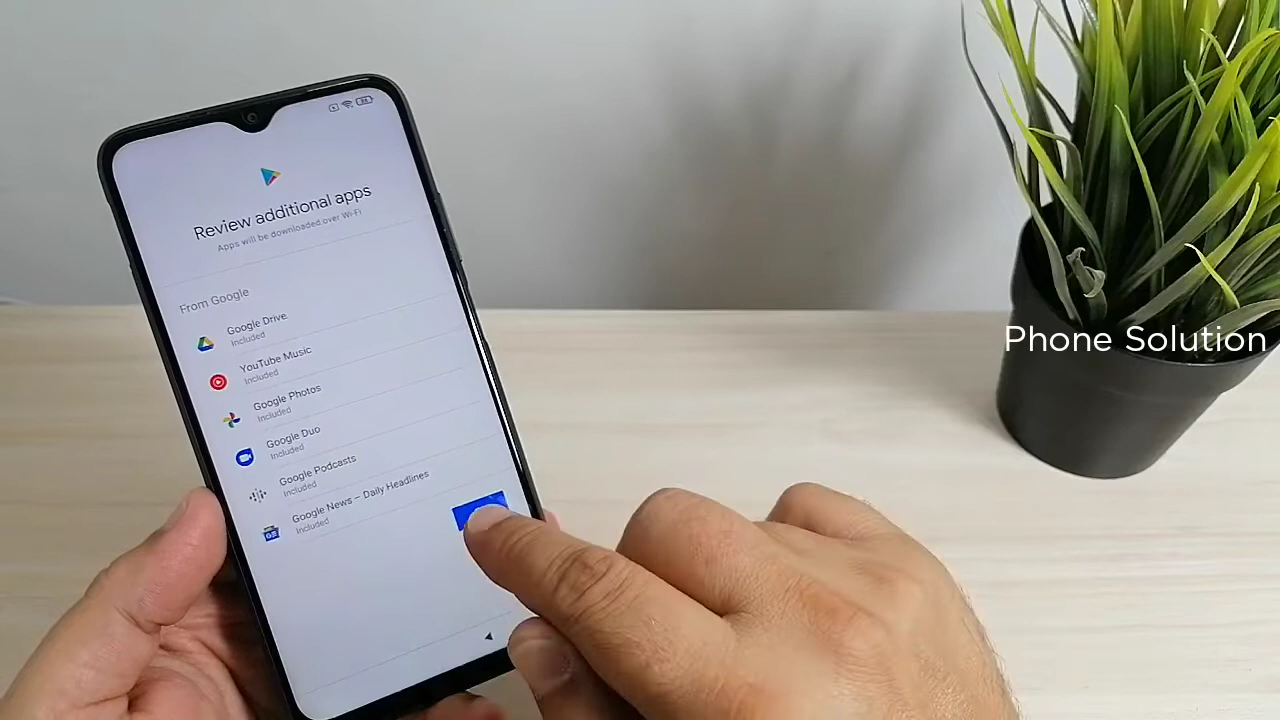 Review additional apps
Apps will be downloaded over Wi-Fi
From Google
Google Drive
Included
YouTube Music
Included
Google Photos
Included
Google Duo
Included
Google Podcasts
Included
Google News – Daily Headlines
Included
Phone Solution